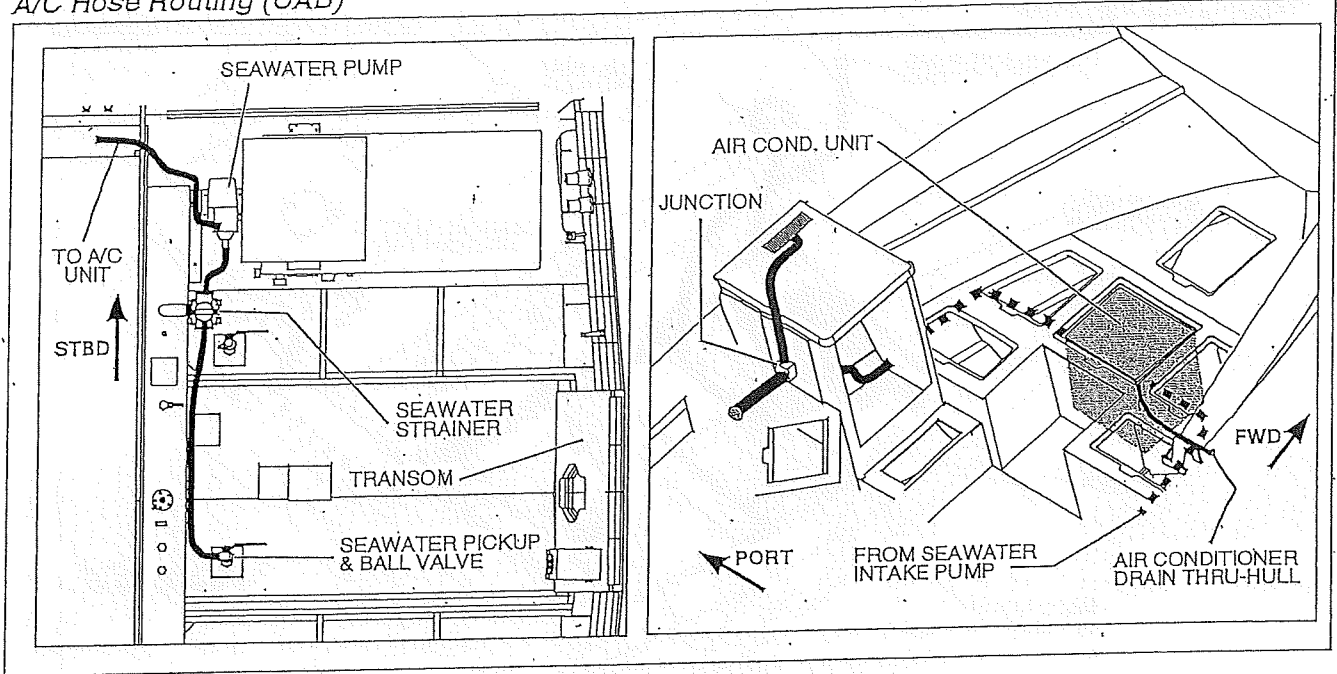 A/C Hose Routing (CAB)
SEAWATER PUMP
TO A/C
UNIT
STBD
SEAWATER
STRAINER
TRANSOM
SEAWATER PICKUP
& BALL VALVE
AIR COND. UNIT
JUNCTION
FWD
PORT
FROM SEAWATER
INTAKE PUMP
AIR CONDITIONER
DRAIN THRU-HULL